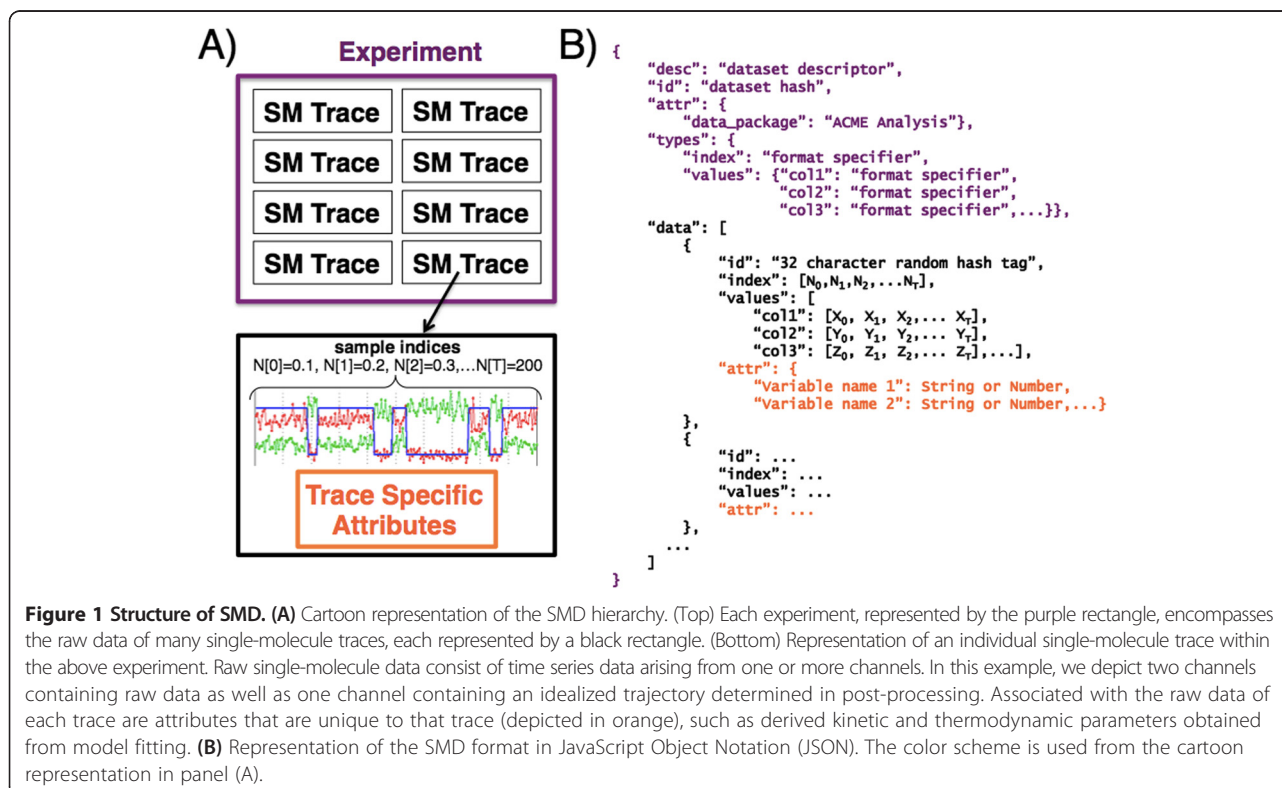 A)
Experiment
SM Trace SM Trace
SM Trace SM Trace
SM Trace SM Trace
SM Trace SM Trace
sample indices
N[0]=0.1, N[1]=0.2, N[2]=0.3,...N[T]=200
Trace Specific
Attributes
B)
{
“desc”: “dataset descriptor”,
“id”: “dataset hash”,
“attr”: {
“data_package”: “ACME Analysis”},
“types”: {
“index”: “format specifier”,
“values”: {“col1”: “format specifier”,
“col2”: “format specifier”,
“col3”: “format specifier”,...}},
“data”: [
{
“id”: “32 character random hash tag”,
“index”: [N₀,N₁,N₂,...N_T],
“values”: [
“col1”: [X₀, X₁, X₂,... X_T],
“col2”: [Y₀, Y₁, Y₂,... Y_T],
“col3”: [Z₀, Z₁, Z₂,... Z_T],...],
“attr”: {
“Variable name 1”: String or Number,
“Variable name 2”: String or Number,...}
},
{
“id”: ...
“index”: ...
“values”: ...
“attr”: ...
},
...
]
}
Figure 1 Structure of SMD. (A) Cartoon representation of the SMD hierarchy. (Top) Each experiment, represented by the purple rectangle, encompasses
the raw data of many single-molecule traces, each represented by a black rectangle. (Bottom) Representation of an individual single-molecule trace within
the above experiment. Raw single-molecule data consist of time series data arising from one or more channels. In this example, we depict two channels
containing raw data as well as one channel containing an idealized trajectory determined in post-processing. Associated with the raw data of
each trace are attributes that are unique to that trace (depicted in orange), such as derived kinetic and thermodynamic parameters obtained
from model fitting. (B) Representation of the SMD format in JavaScript Object Notation (JSON). The color scheme is used from the cartoon
representation in panel (A).